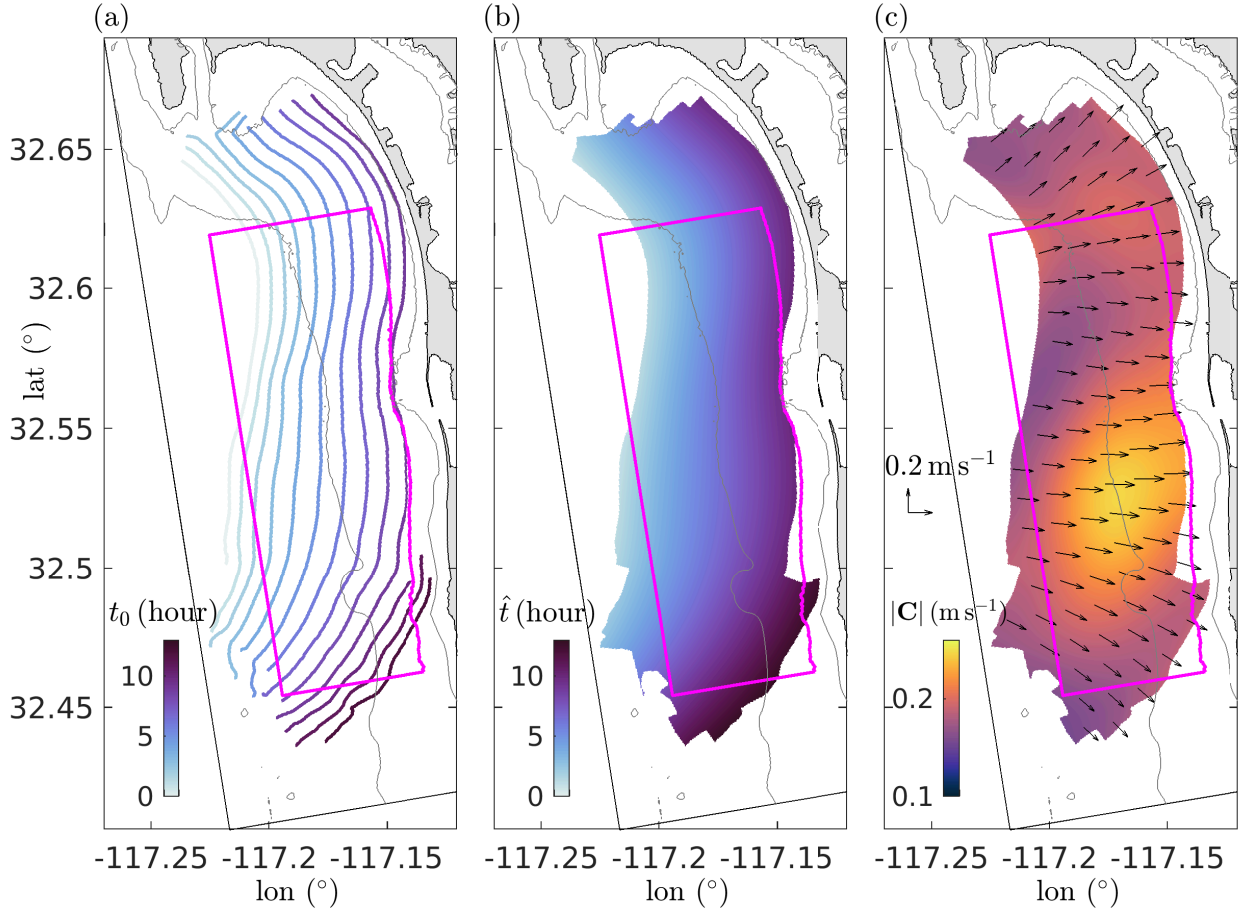 (a)
(b)
(c)
32.65
32.6
32.55
32.5
32.45
lat (°)
t₀ (hour)
10
5
0
t̂ (hour)
10
5
0
0.2 m s⁻¹
|C| (m s⁻¹)
0.2
0.1
-117.25 -117.2 -117.15
-117.25 -117.2 -117.15
-117.25 -117.2 -117.15
lon (°)
lon (°)
lon (°)